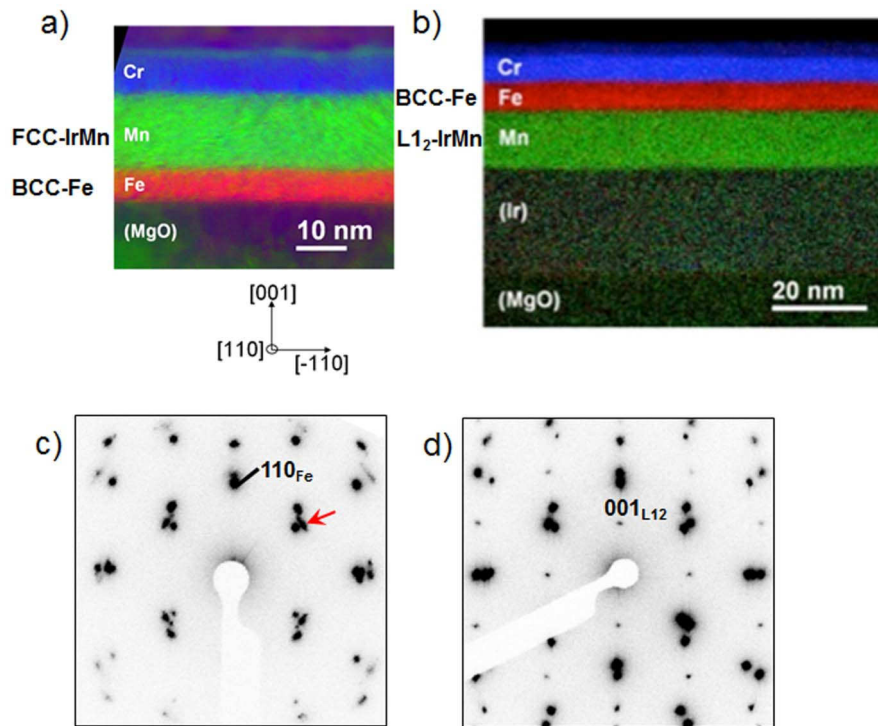 a)
Cr
FCC-IrMn
Mn
BCC-Fe
Fe
(MgO)
10 nm
b)
Cr
BCC-Fe
Fe
L1₂-IrMn
Mn
(Ir)
(MgO)
20 nm
[001]
[110]
[-110]
c)
110Fe
d)
001L12